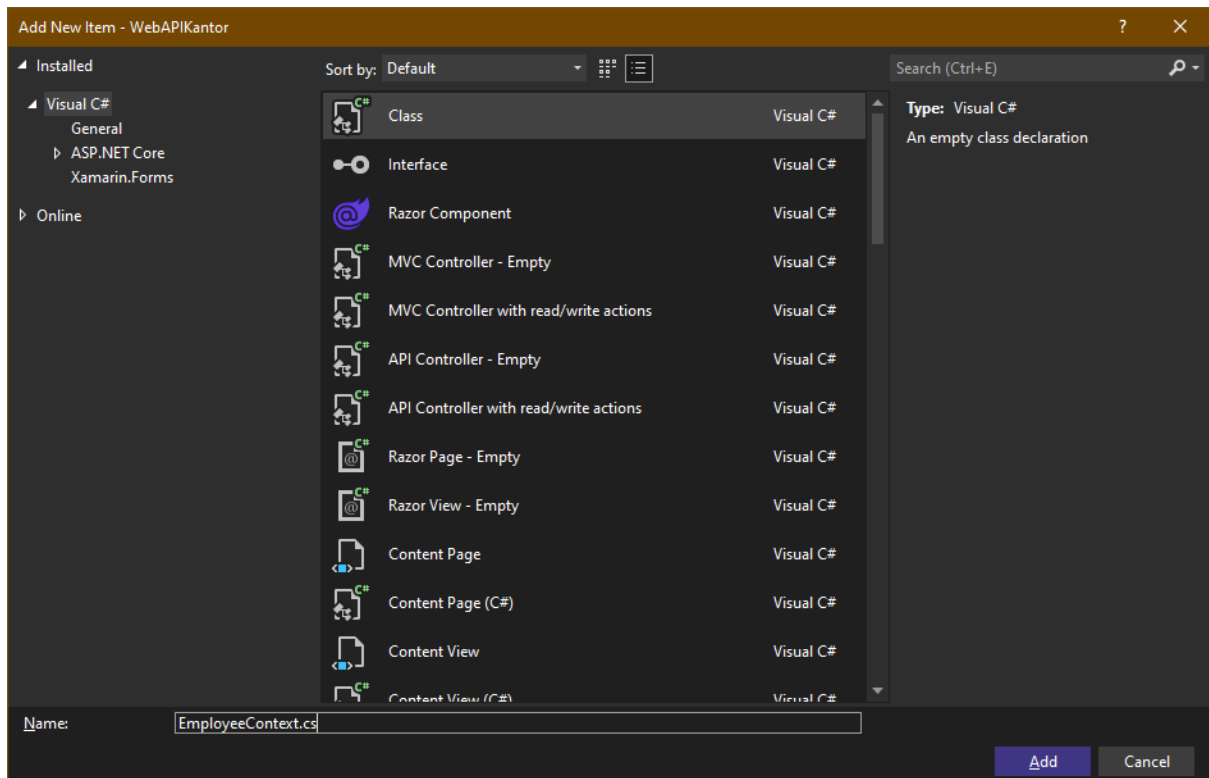 Add New Item - WebAPIKantor
?
Installed
Visual C#
General
ASP.NET Core
Xamarin.Forms
Online
Sort by: Default
Search (Ctrl+E)
C# Class Visual C#
Interface Visual C#
@ Razor Component Visual C#
C# MVC Controller - Empty Visual C#
C# MVC Controller with read/write actions Visual C#
C# API Controller - Empty Visual C#
C# API Controller with read/write actions Visual C#
C# @ Razor Page - Empty Visual C#
C# @ Razor View - Empty Visual C#
Content Page Visual C#
C# Content Page (C#) Visual C#
Content View Visual C#
C# Content View (C#) Visual C#
Type: Visual C#
An empty class declaration
Name: EmployeeContext.cs
Add Cancel